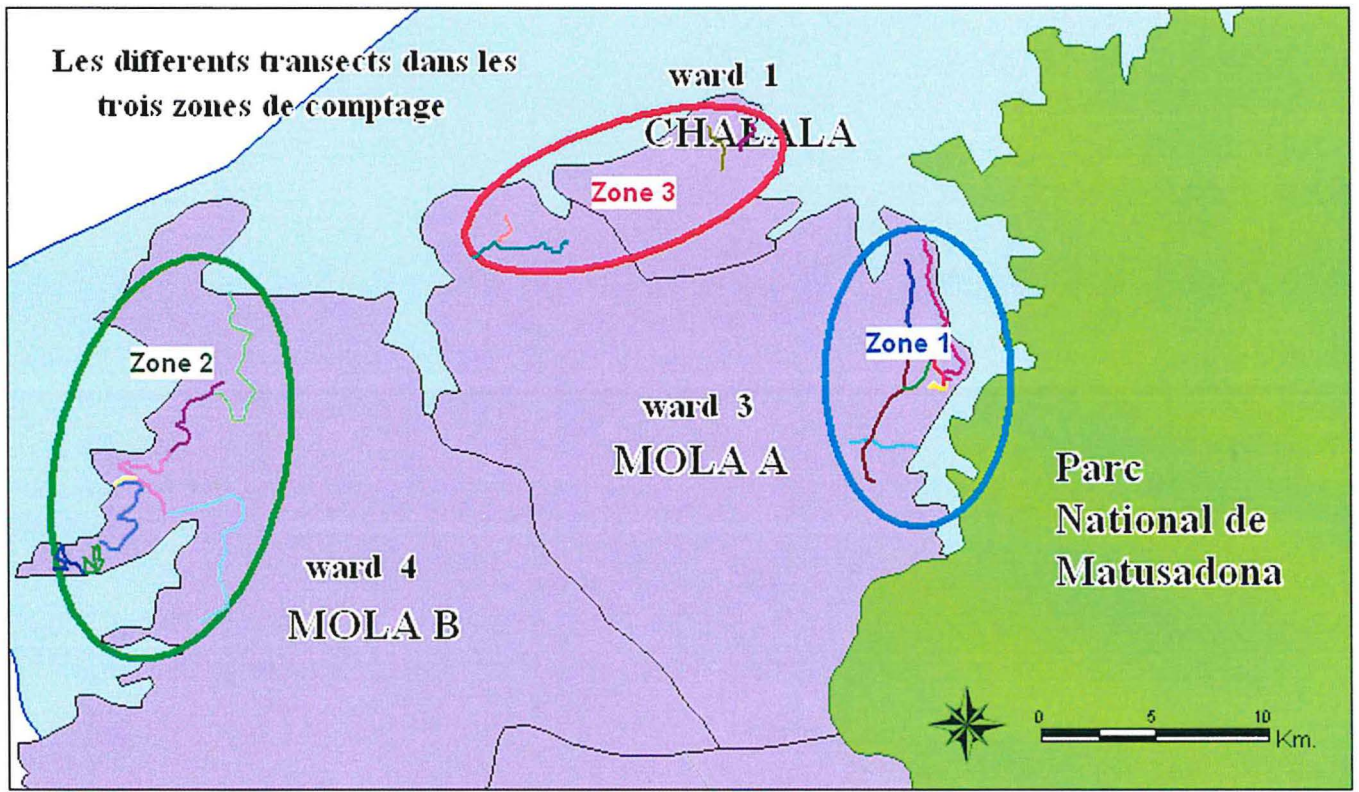 Les differents transects dans les
trois zones de comptage
ward 1
CHALALA
Zone 3
Zone 1
Zone 2
ward 3
MOLA A
Parc
National de
Matusadona
ward 4
MOLA B
0 5 10
Km.